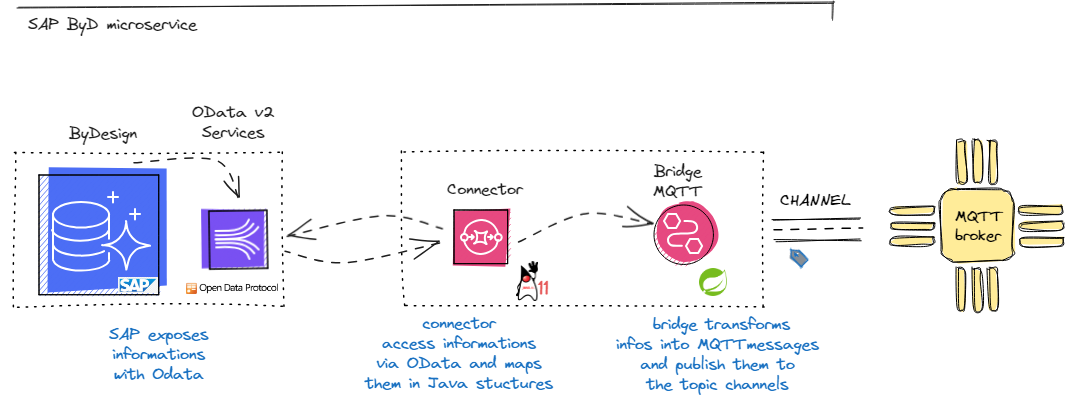 SAP ByD microservice
OData v2
Services
ByDesign
Connector
Bridge
MQTT
CHANNEL
MQTT
broker
SAP
Open Data Protocol
11
SAP exposes
informations
with Odata
connector
access informations
via OData and maps
them in Java stuctures
bridge transforms
infos into MQTT messages
and publish them to
the topic channels